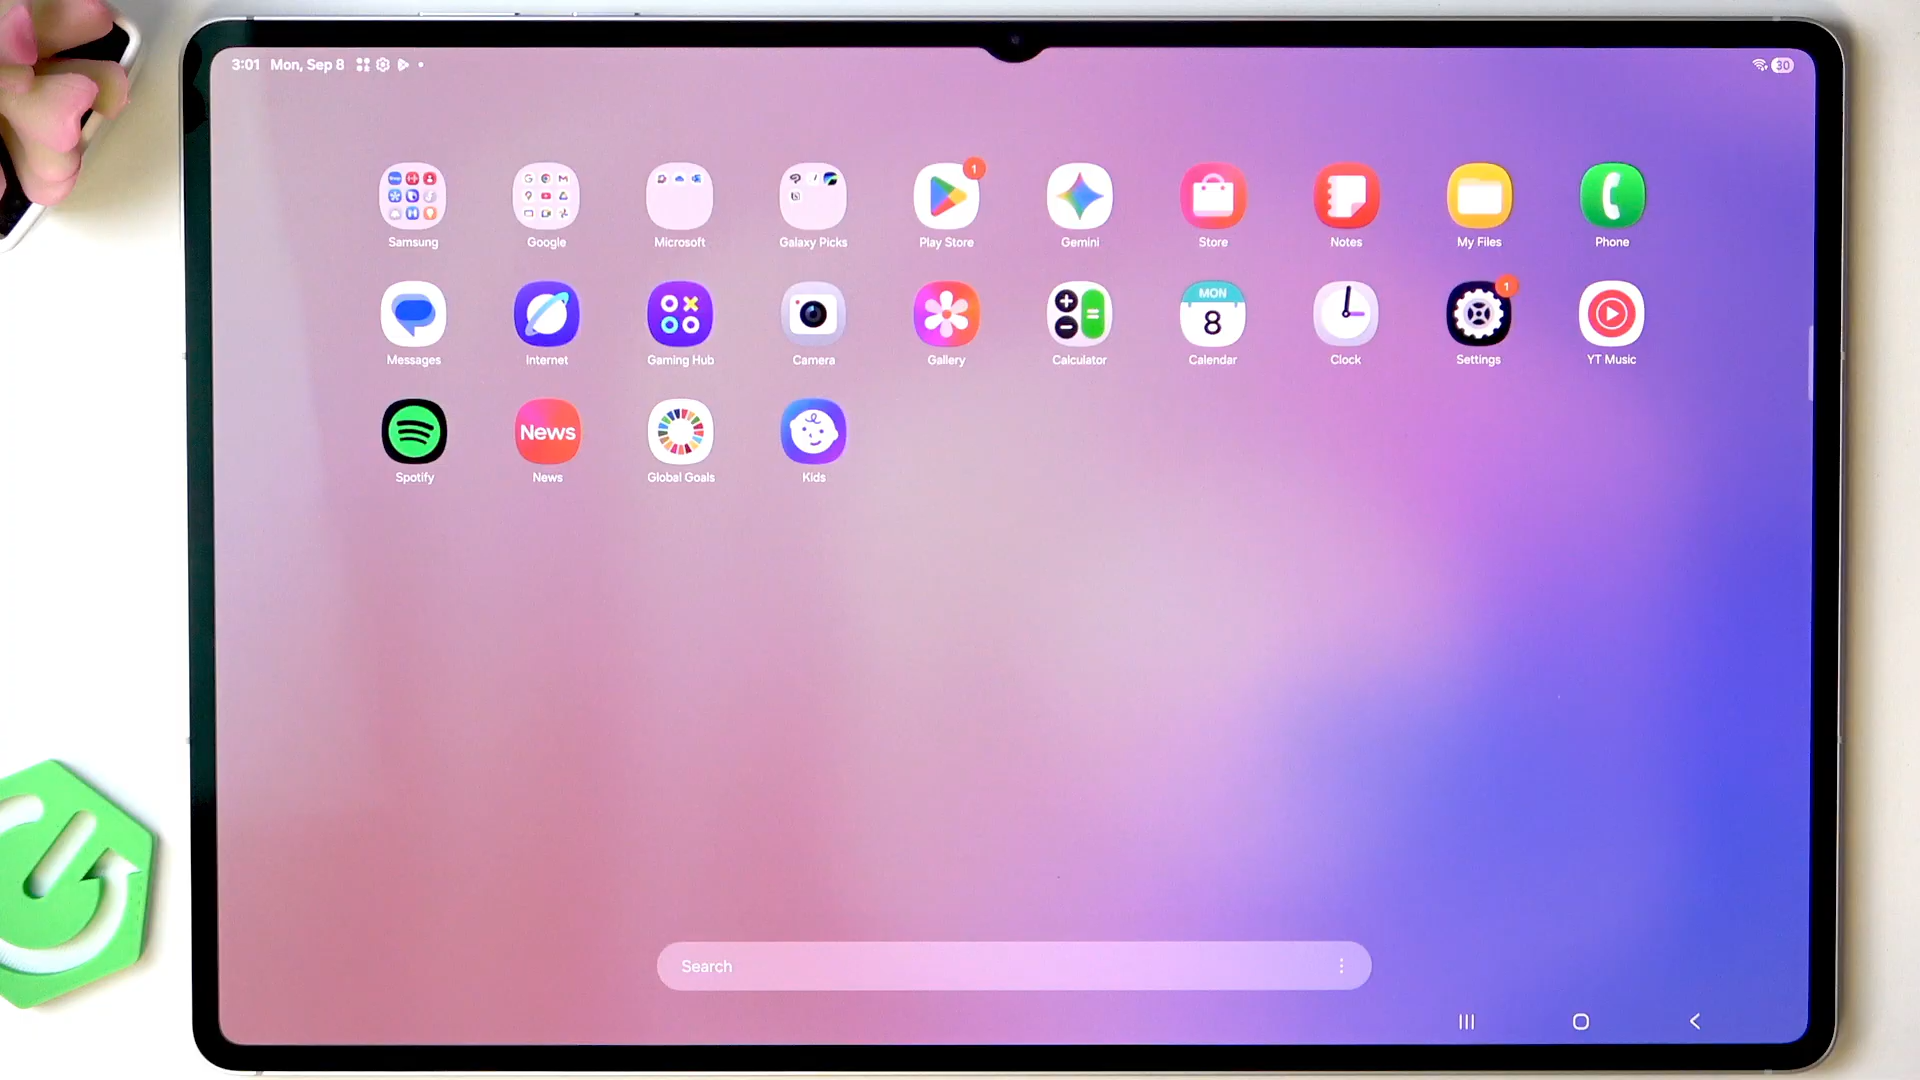 3:01 Mon, Sep 8
30
1
Samsung Google Microsoft Galaxy Picks Play Store Gemini Store Notes My Files Phone
MON
8
1
Messages Internet Gaming Hub Camera Gallery Calculator Calendar Clock Settings YT Music
News
Spotify News Global Goals Kids
Search